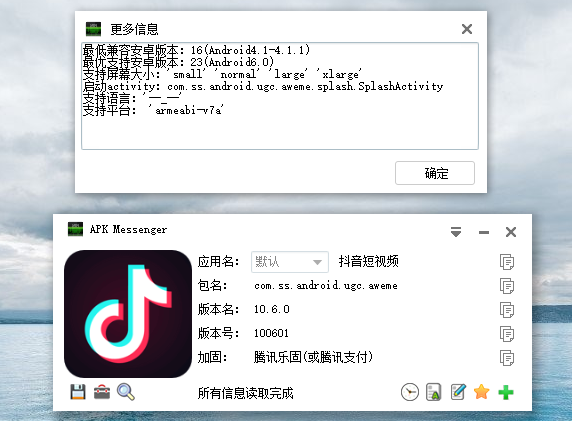 更多信息
最低兼容安卓版本：16(Android4.1-4.1.1)
最优支持安卓版本：23(Android6.0)
支持屏幕大小：'small' 'normal' 'large' 'xlarge'
启动activity：com.ss.android.ugc.aweme.splash.SplashActivity
支持语言：'--_--'
支持平台： 'armeabi-v7a'
确定
APK Messenger
应用名： 默认 抖音短视频
包名： com.ss.android.ugc.aweme
版本名： 10.6.0
版本号： 100601
加固： 腾讯乐固(或腾讯支付)
所有信息读取完成